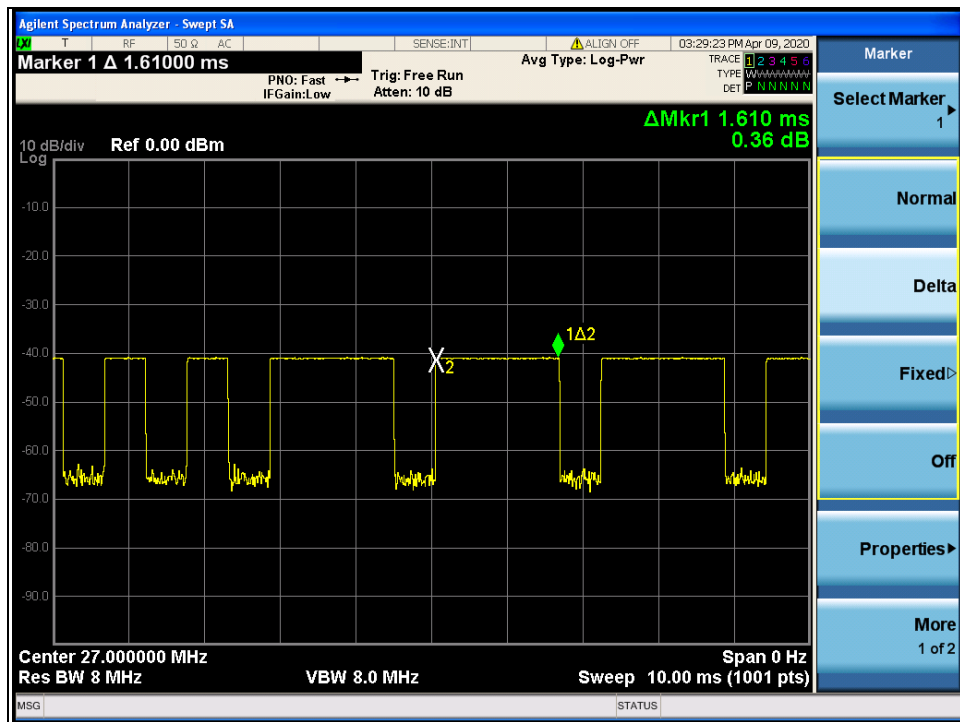 Agilent Spectrum Analyzer - Swept SA
LXI T RF 50 Ω AC SENSE:INT ALIGN OFF 03:29:23 PM Apr 09, 2020
Marker 1 Δ 1.61000 ms
PNO: Fast
IFGain:Low
Trig: Free Run
Atten: 10 dB
Avg Type: Log-Pwr
TRACE 1 2 3 4 5 6
TYPE WWWWWW
DET P N N N N N
ΔMkr1 1.610 ms
0.36 dB
10 dB/div Ref 0.00 dBm
Log
-10.0
-20.0
-30.0
-40.0
-50.0
-60.0
-70.0
-80.0
-90.0
1Δ2
2
Center 27.000000 MHz Span 0 Hz
Res BW 8 MHz VBW 8.0 MHz Sweep 10.00 ms (1001 pts)
MSG STATUS
Marker
Select Marker
1
Normal
Delta
Fixed
Off
Properties
More
1 of 2